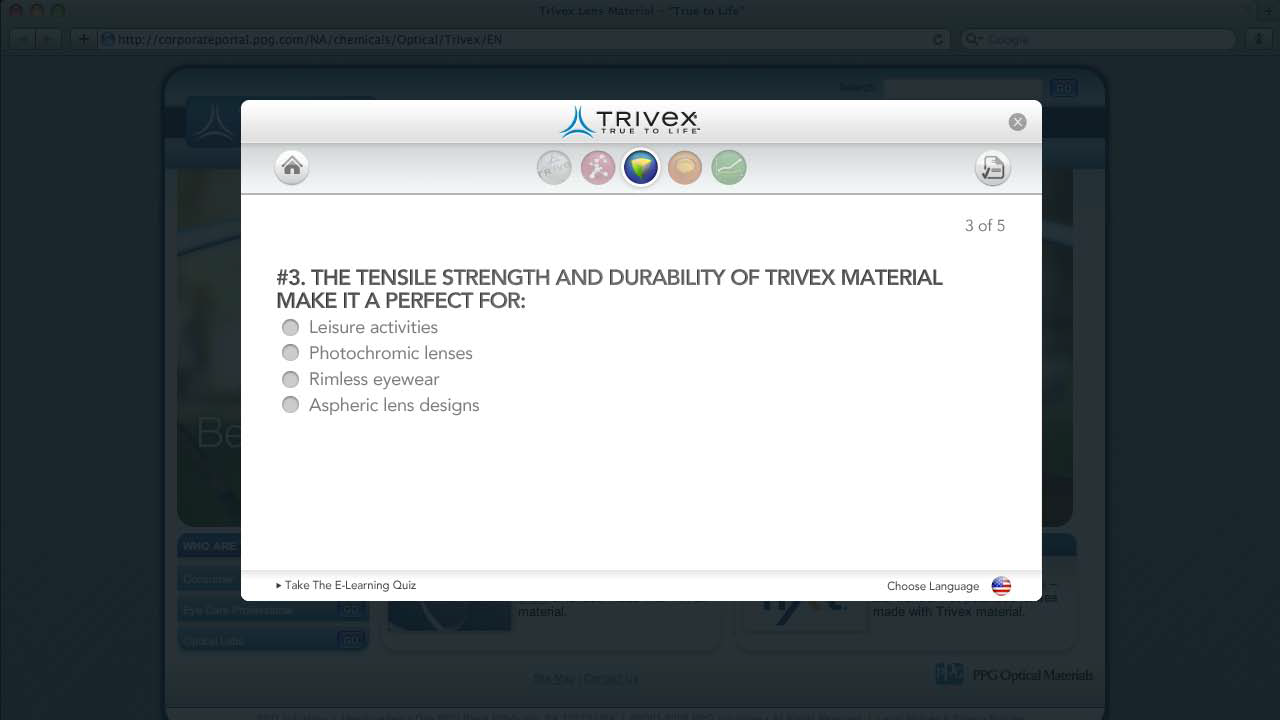 Trivex Lens Material - "True to Life"
http://corporateportal.ppg.com/NA/chemicals/Optical/Trivex/EN
Google
Search
GO
TRIVEX
TRUE TO LIFE
3 of 5
#3. THE TENSILE STRENGTH AND DURABILITY OF TRIVEX MATERIAL
MAKE IT A PERFECT FOR:
Leisure activities
Photochromic lenses
Rimless eyewear
Aspheric lens designs
Be
WHO ARE
Consumer
Eye Care Professional GO
Optical Labs GO
Take The E-Learning Quiz
Choose Language
material.
made with Trivex material.
Site Map | Contact Us
PPG PPG Optical Materials